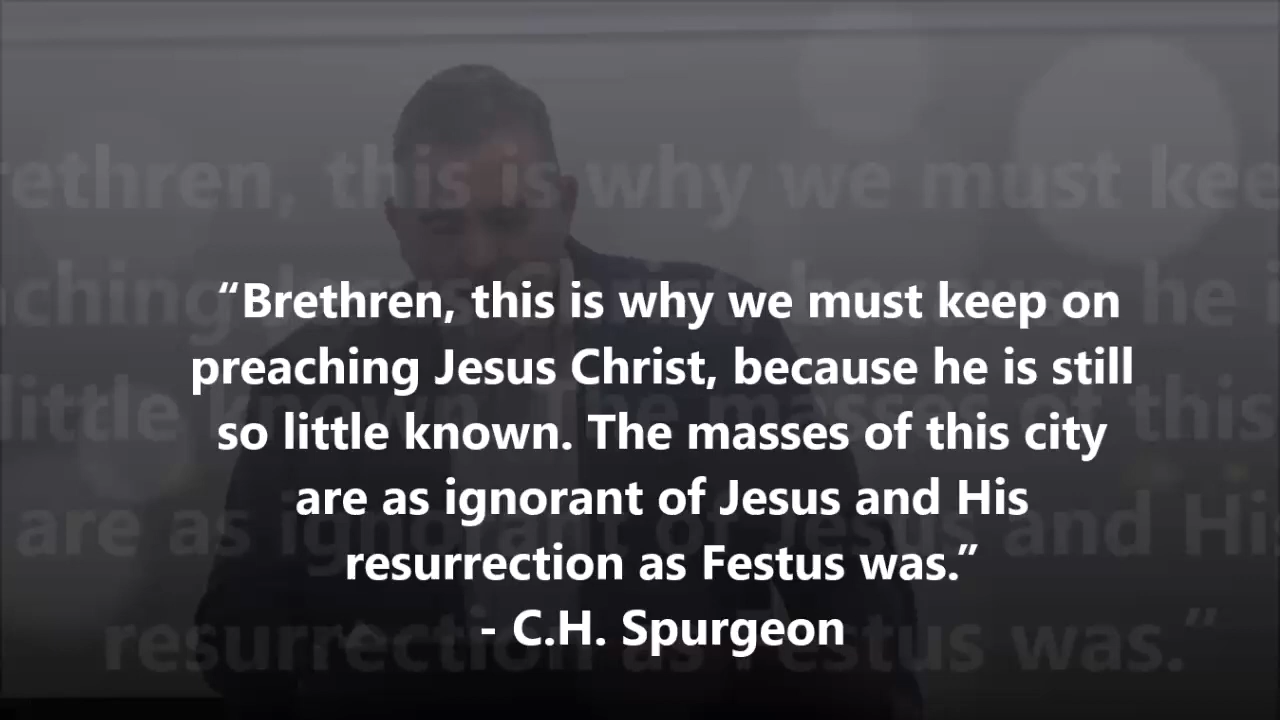 “Brethren, this is why we must keep on
preaching Jesus Christ, because he is still
so little known. The masses of this city
are as ignorant of Jesus and His
resurrection as Festus was.”
- C.H. Spurgeon